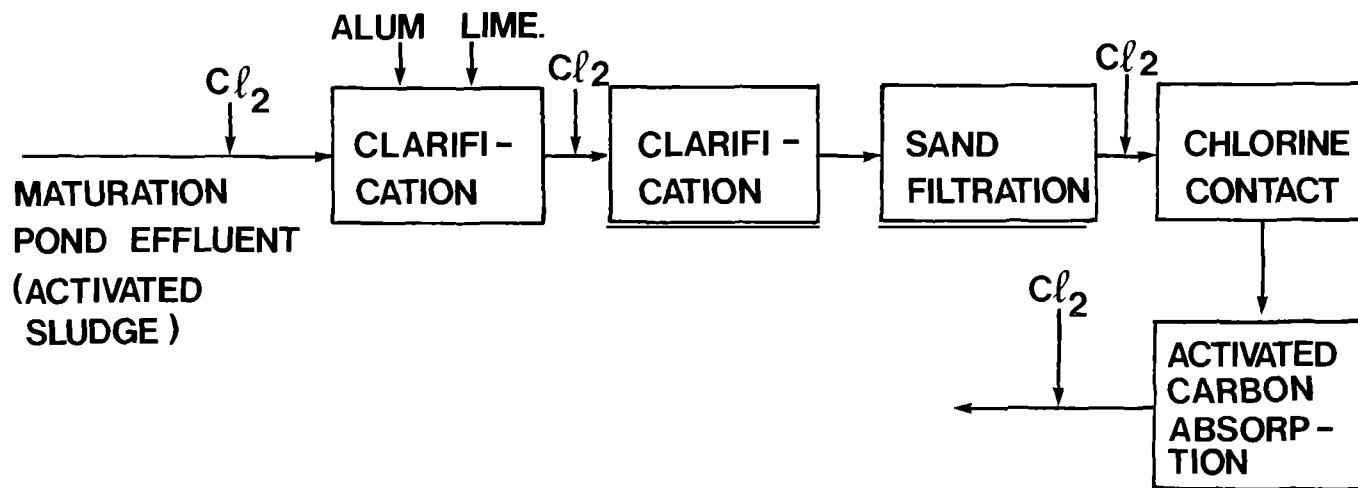 ALUM LIME.
Cℓ2
Cℓ2
Cℓ2
CLARIFI-
CATION
CLARIFI-
CATION
SAND
FILTRATION
CHLORINE
CONTACT
MATURATION
POND EFFLUENT
(ACTIVATED
SLUDGE)
Cℓ2
ACTIVATED
CARBON
ABSORP-
TION